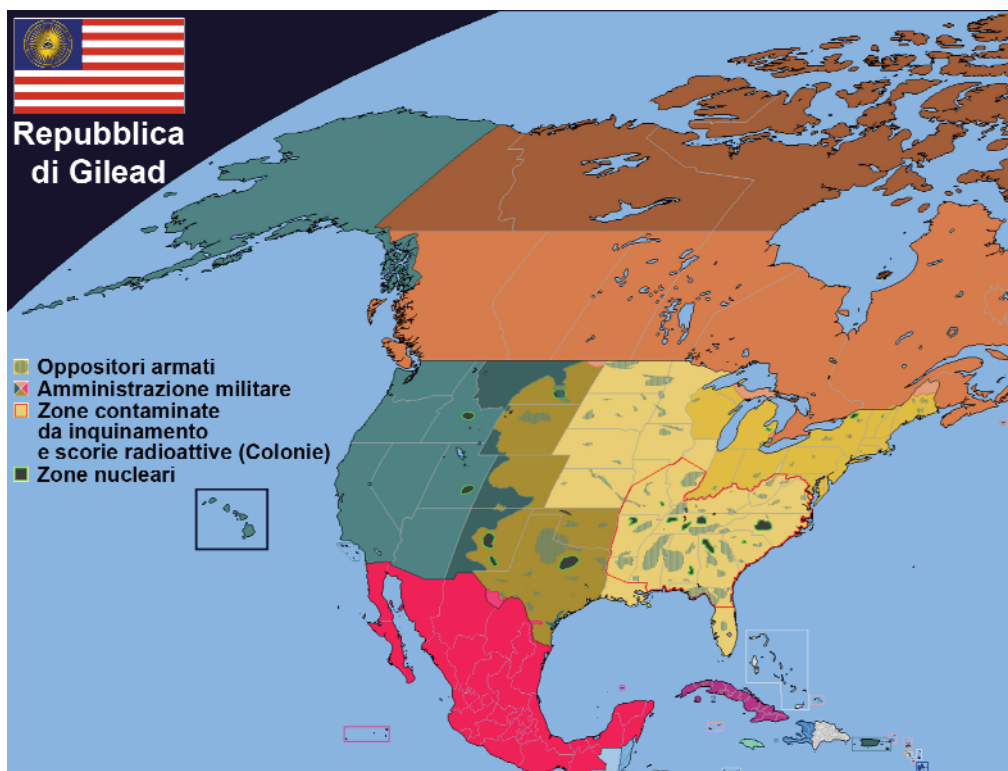 Repubblica
di Gilead
Oppositori armati
Amministrazione militare
Zone contaminate
da inquinamento
e scorie radioattive (Colonie)
Zone nucleari